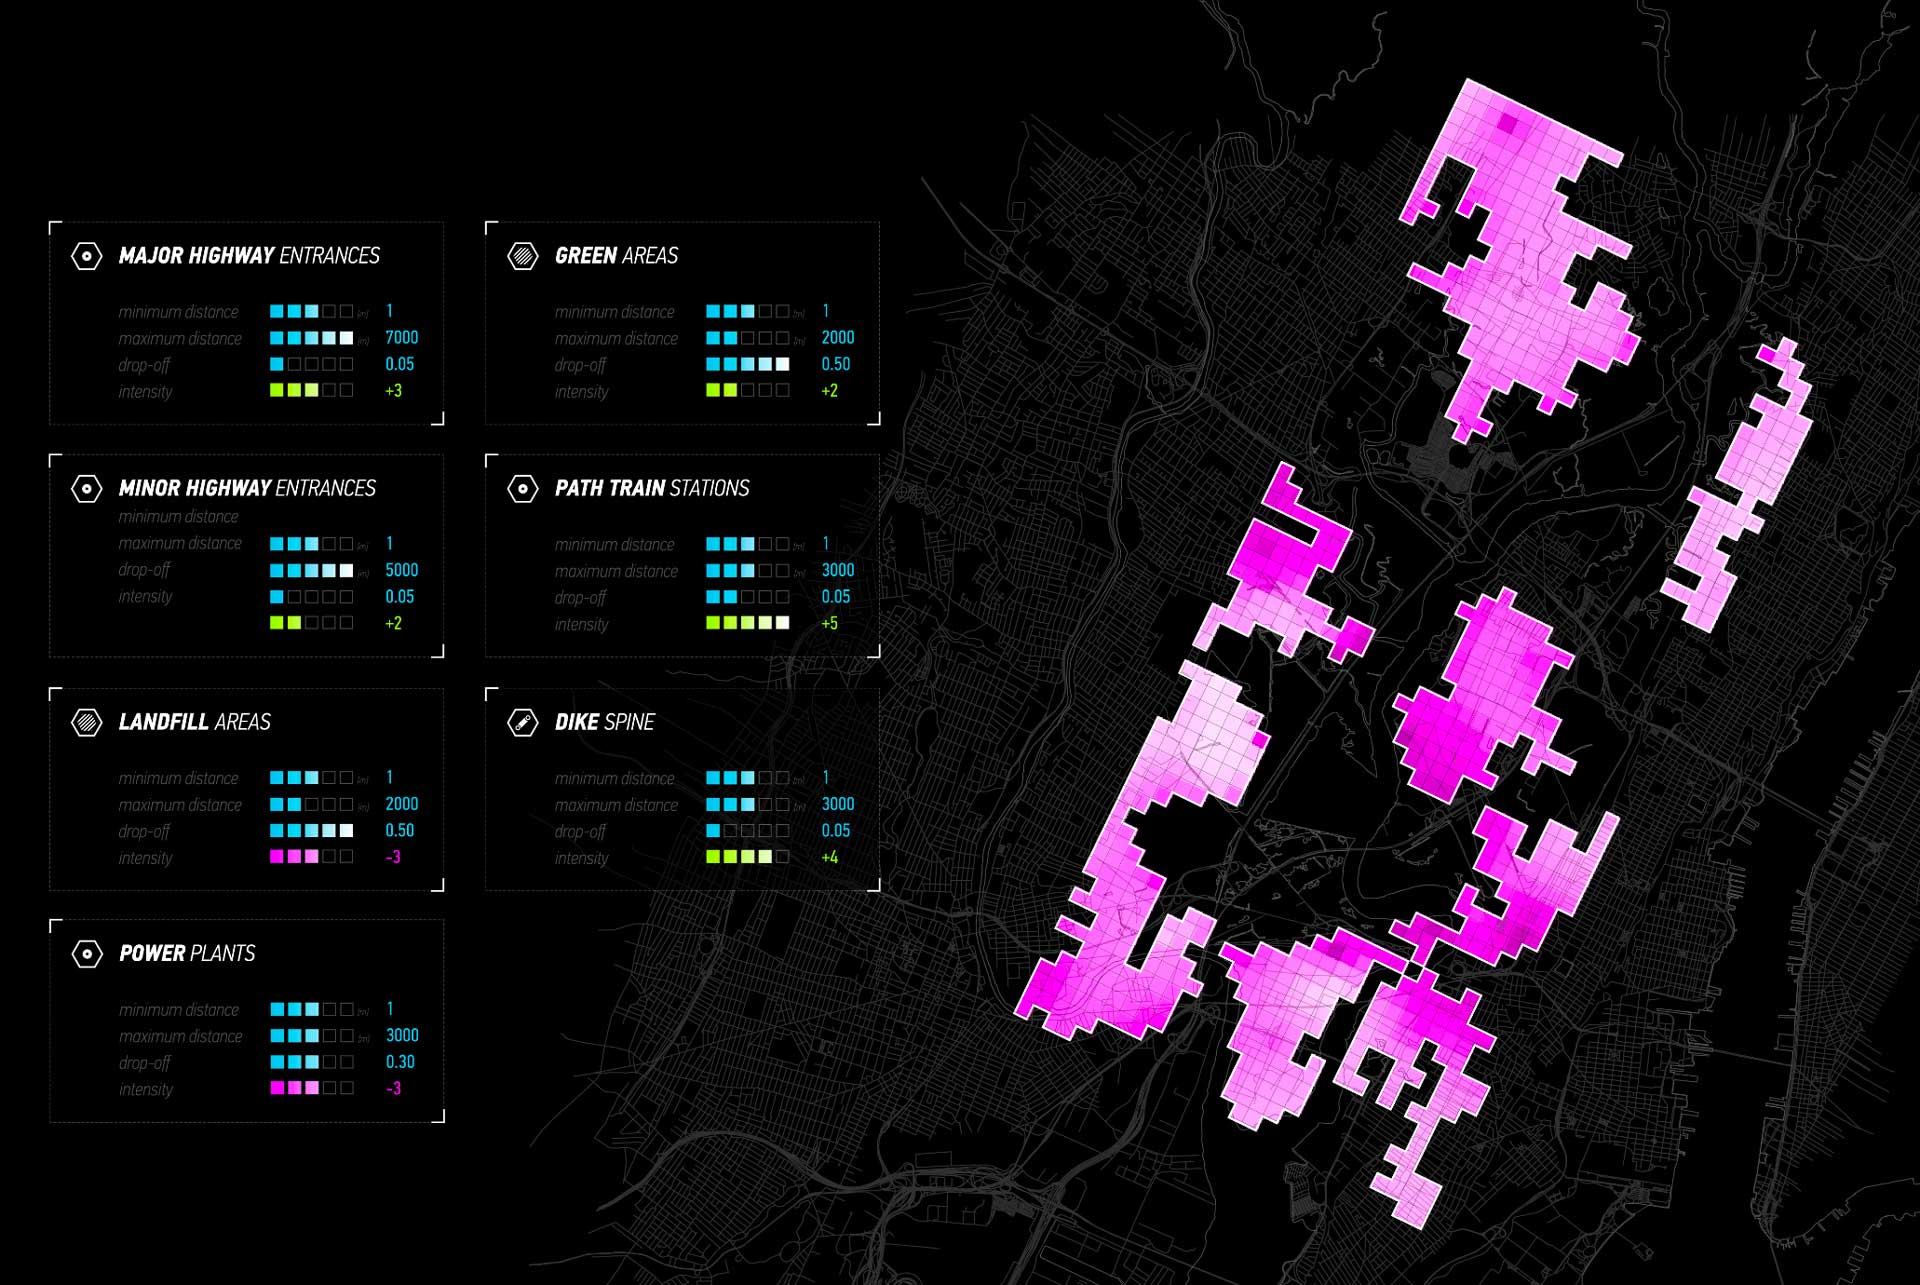 MAJOR HIGHWAY ENTRANCES
minimum distance [m] 1
maximum distance [m] 7000
drop-off 0.05
intensity +3
GREEN AREAS
minimum distance [m] 1
maximum distance [m] 2000
drop-off 0.50
intensity +2
MINOR HIGHWAY ENTRANCES
minimum distance
maximum distance [m] 1
drop-off [m] 5000
intensity 0.05
+2
PATH TRAIN STATIONS
minimum distance [m] 1
maximum distance [m] 3000
drop-off 0.05
intensity +5
LANDFILL AREAS
minimum distance [m] 1
maximum distance [m] 2000
drop-off 0.50
intensity -3
DIKE SPINE
minimum distance [m] 1
maximum distance [m] 3000
drop-off 0.05
intensity +4
POWER PLANTS
minimum distance [m] 1
maximum distance [m] 3000
drop-off 0.30
intensity -3